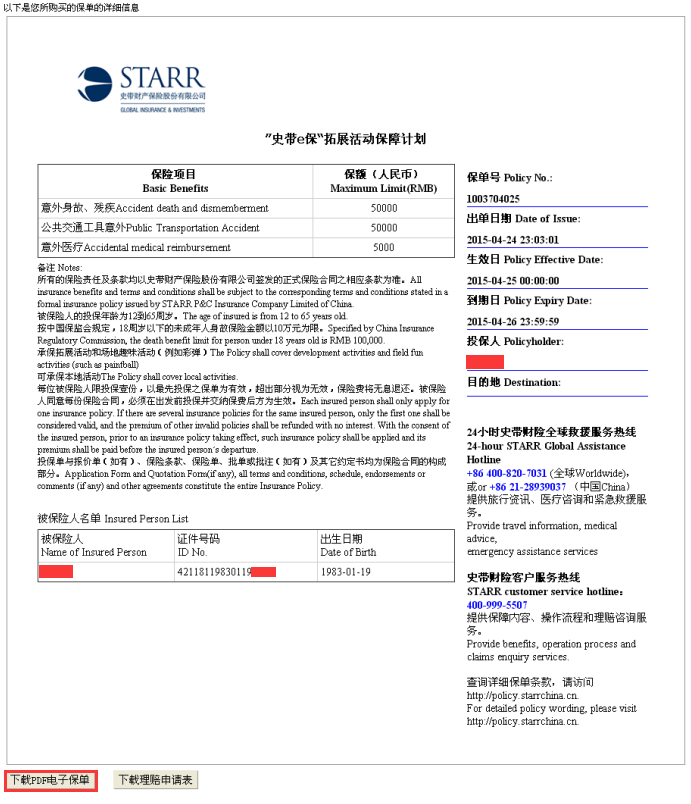 以下是您所购买的保单的详细信息
STARR
史带财产保险股份有限公司
GLOBAL INSURANCE & INVESTMENTS
"史带e保"拓展活动保障计划
保险项目
Basic Benefits
保额（人民币）
Maximum Limit(RMB)
意外身故、残疾Accident death and dismemberment
50000
公共交通工具意外Public Transportation Accident
50000
意外医疗Accidental medical reimbursement
5000
备注 Notes:
所有的保险责任及条款均以史带财产保险股份有限公司签发的正式保险合同之相应条款为准。All
insurance benefits and terms and conditions shall be subject to the corresponding terms and conditions stated in a
formal insurance policy issued by STARR P&C Insurance Company Limited of China.
被保险人的投保年龄为12到65周岁。The age of insured is from 12 to 65 years old.
按中国保监会规定，18周岁以下的未成年人身故保险金额以10万元为限。Specified by China Insurance
Regulatory Commission, the death benefit limit for person under 18 years old is RMB 100,000.
承保拓展活动和场地趣味活动（例如彩弹）The Policy shall cover development activities and field fun
activities (such as paintball)
可承保本地活动The Policy shall cover local activities.
每位被保险人限投保壹份，以最先投保之保单为有效，超出部分视为无效，保险费将无息退还。被保险
人同意每份保险合同，必须在出发前投保并交纳保费后方为生效。Each insured person shall only apply for
one insurance policy. If there are several insurance policies for the same insured person, only the first one shall be
considered valid, and the premium of other invalid policies shall be refunded with no interest. With the consent of
the insured person, prior to an insurance policy taking effect, such insurance policy shall be applied and its
premium shall be paid before the insured person's departure.
投保单与报价单（如有）、保险条款、保险单、批单或批注（如有）及其它约定书均为保险合同的构成
部分。Application Form and Quotation Form(if any), all terms and conditions, schedule, endorsements or
comments (if any) and other agreements constitute the entire Insurance Policy.
被保险人名单 Insured Person List
被保险人
Name of Insured Person
证件号码
ID No.
出生日期
Date of Birth
42118119830119
1983-01-19
保单号 Policy No.:
1003704025
出单日期 Date of Issue:
2015-04-24 23:03:01
生效日 Policy Effective Date:
2015-04-25 00:00:00
到期日 Policy Expiry Date:
2015-04-26 23:59:59
投保人 Policyholder:
目的地 Destination:
24小时史带财险全球救援服务热线
24-hour STARR Global Assistance
Hotline
+86 400-820-7031 (全球Worldwide)，
或or +86 21-28939037 （中国China）
提供旅行资讯、医疗咨询和紧急救援服
务。
Provide travel information, medical
advice,
emergency assistance services
史带财险客户服务热线
STARR customer service hotline：
400-999-5507
提供保障内容、操作流程和理赔咨询服
务。
Provide benefits, operation process and
claims enquiry services.
查询详细保单条款，请访问
http://policy.starrchina.cn.
For detailed policy wording, please visit
http://policy.starrchina.cn.
下载PDF电子保单
下载理赔申请表